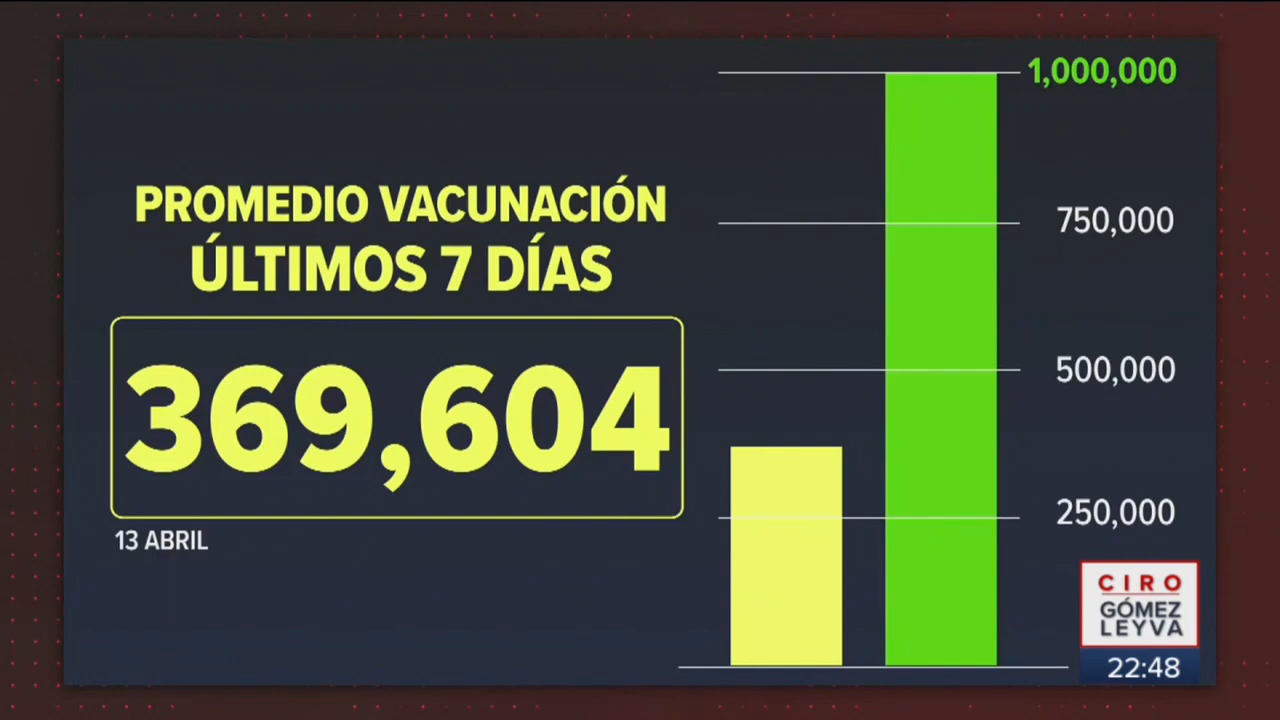 PROMEDIO VACUNACIÓN
ÚLTIMOS 7 DÍAS
369,604
13 ABRIL
1,000,000
750,000
500,000
250,000
CIRO
GÓMEZ
LEYVA
22:48